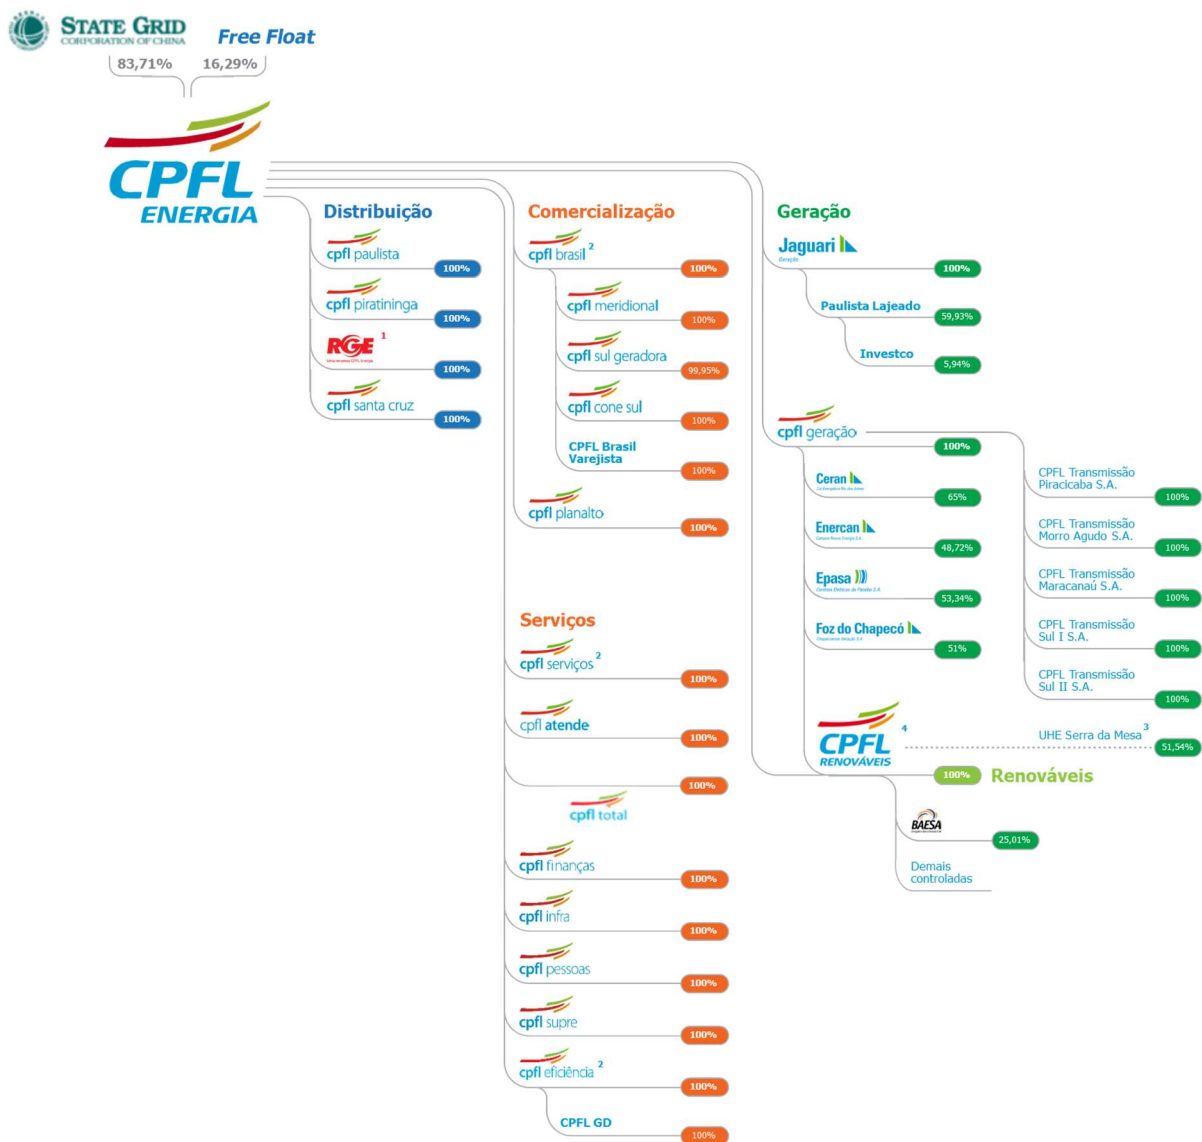 STATE GRID
CORPORATION OF CHINA
Free Float
83,71%
16,29%
CPFL
ENERGIA
Distribuição
cpfl paulista
100%
cpfl piratininga
100%
RGE 1
Uma empresa CPFL Energia
100%
cpfl santa cruz
100%
Comercialização
cpfl brasil 2
100%
cpfl meridional
100%
cpfl sul geradora
99,95%
cpfl cone sul
100%
CPFL Brasil
Varejista
100%
cpfl planalto
100%
Serviços
cpfl serviços 2
100%
cpfl atende
100%
100%
cpfl total
cpfl finanças
100%
cpfl infra
100%
cpfl pessoas
100%
cpfl supre
100%
cpfl eficiência 2
100%
CPFL GD
100%
Geração
Jaguari
Geração
100%
Paulista Lajeado
59,93%
Investco
5,94%
cpfl geração
100%
Ceran
65%
Enercan
48,72%
Epasa
53,34%
Foz do Chapecó
51%
CPFL Transmissão
Piracicaba S.A.
100%
CPFL Transmissão
Morro Agudo S.A.
100%
CPFL Transmissão
Maracanaú S.A.
100%
CPFL Transmissão
Sul I S.A.
100%
CPFL Transmissão
Sul II S.A.
100%
CPFL 4
RENOVÁVEIS
UHE Serra da Mesa 3
51,54%
100%
Renováveis
BAESA
25,01%
Demais
controladas